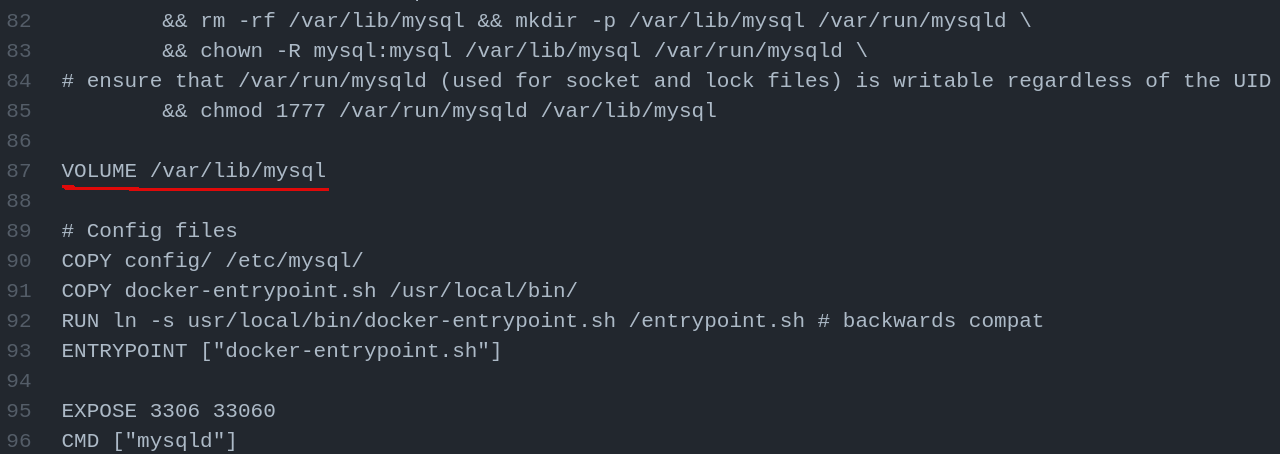 82 && rm -rf /var/lib/mysql && mkdir -p /var/lib/mysql /var/run/mysqld \
83 && chown -R mysql:mysql /var/lib/mysql /var/run/mysqld \
84 # ensure that /var/run/mysqld (used for socket and lock files) is writable regardless of the UID
85 && chmod 1777 /var/run/mysqld /var/lib/mysql
86
87 VOLUME /var/lib/mysql
88
89 # Config files
90 COPY config/ /etc/mysql/
91 COPY docker-entrypoint.sh /usr/local/bin/
92 RUN ln -s usr/local/bin/docker-entrypoint.sh /entrypoint.sh # backwards compat
93 ENTRYPOINT ["docker-entrypoint.sh"]
94
95 EXPOSE 3306 33060
96 CMD ["mysqld"]